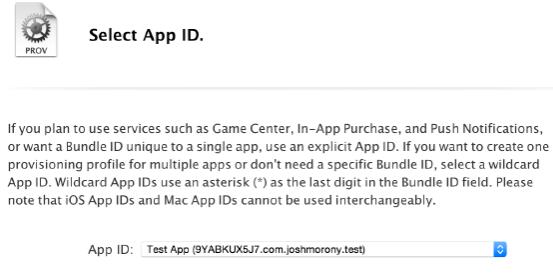 PROV
Select App ID.
If you plan to use services such as Game Center, In-App Purchase, and Push Notifications,
or want a Bundle ID unique to a single app, use an explicit App ID. If you want to create one
provisioning profile for multiple apps or don't need a specific Bundle ID, select a wildcard
App ID. Wildcard App IDs use an asterisk (*) as the last digit in the Bundle ID field. Please
note that iOS App IDs and Mac App IDs cannot be used interchangeably.
App ID: Test App (9YABKUX5J7.com.joshmorony.test)